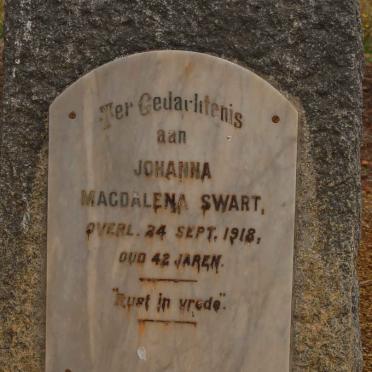 Ter Gedachtenis
aan
JOHANNA
MAGDALENA SWART,
OVERL. 24 SEPT. 1918,
OUD 42 JAREN.
"Rust in vrede".